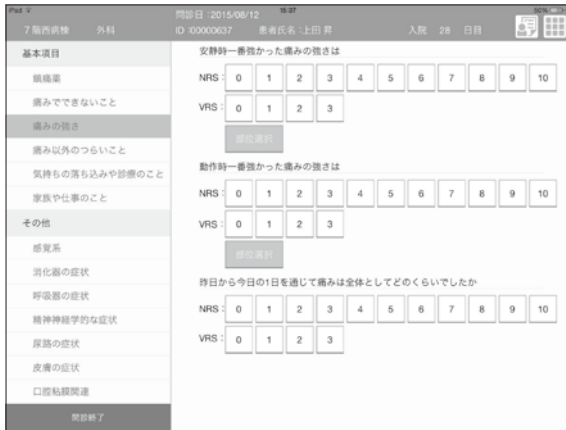 iPad
15:37
50%
7階西病棟 外科
問診日:2015/08/12
ID:00000637 患者氏名:上田 昇 入院 28 日目
基本項目
鎮痛薬
痛みでできないこと
痛みの強さ
痛み以外のつらいこと
気持ちの落ち込みや診療のこと
家族や仕事のこと
その他
感覚系
消化器の症状
呼吸器の症状
精神神経学的な症状
尿路の症状
皮膚の症状
口腔粘膜関連
問診終了
安静時一番強かった痛みの強さは
NRS: 0 1 2 3 4 5 6 7 8 9 10
VRS: 0 1 2 3
部位選択
動作時一番強かった痛みの強さは
NRS: 0 1 2 3 4 5 6 7 8 9 10
VRS: 0 1 2 3
部位選択
昨日から今日の1日を通じて痛みは全体としてどのくらいでしたか
NRS: 0 1 2 3 4 5 6 7 8 9 10
VRS: 0 1 2 3